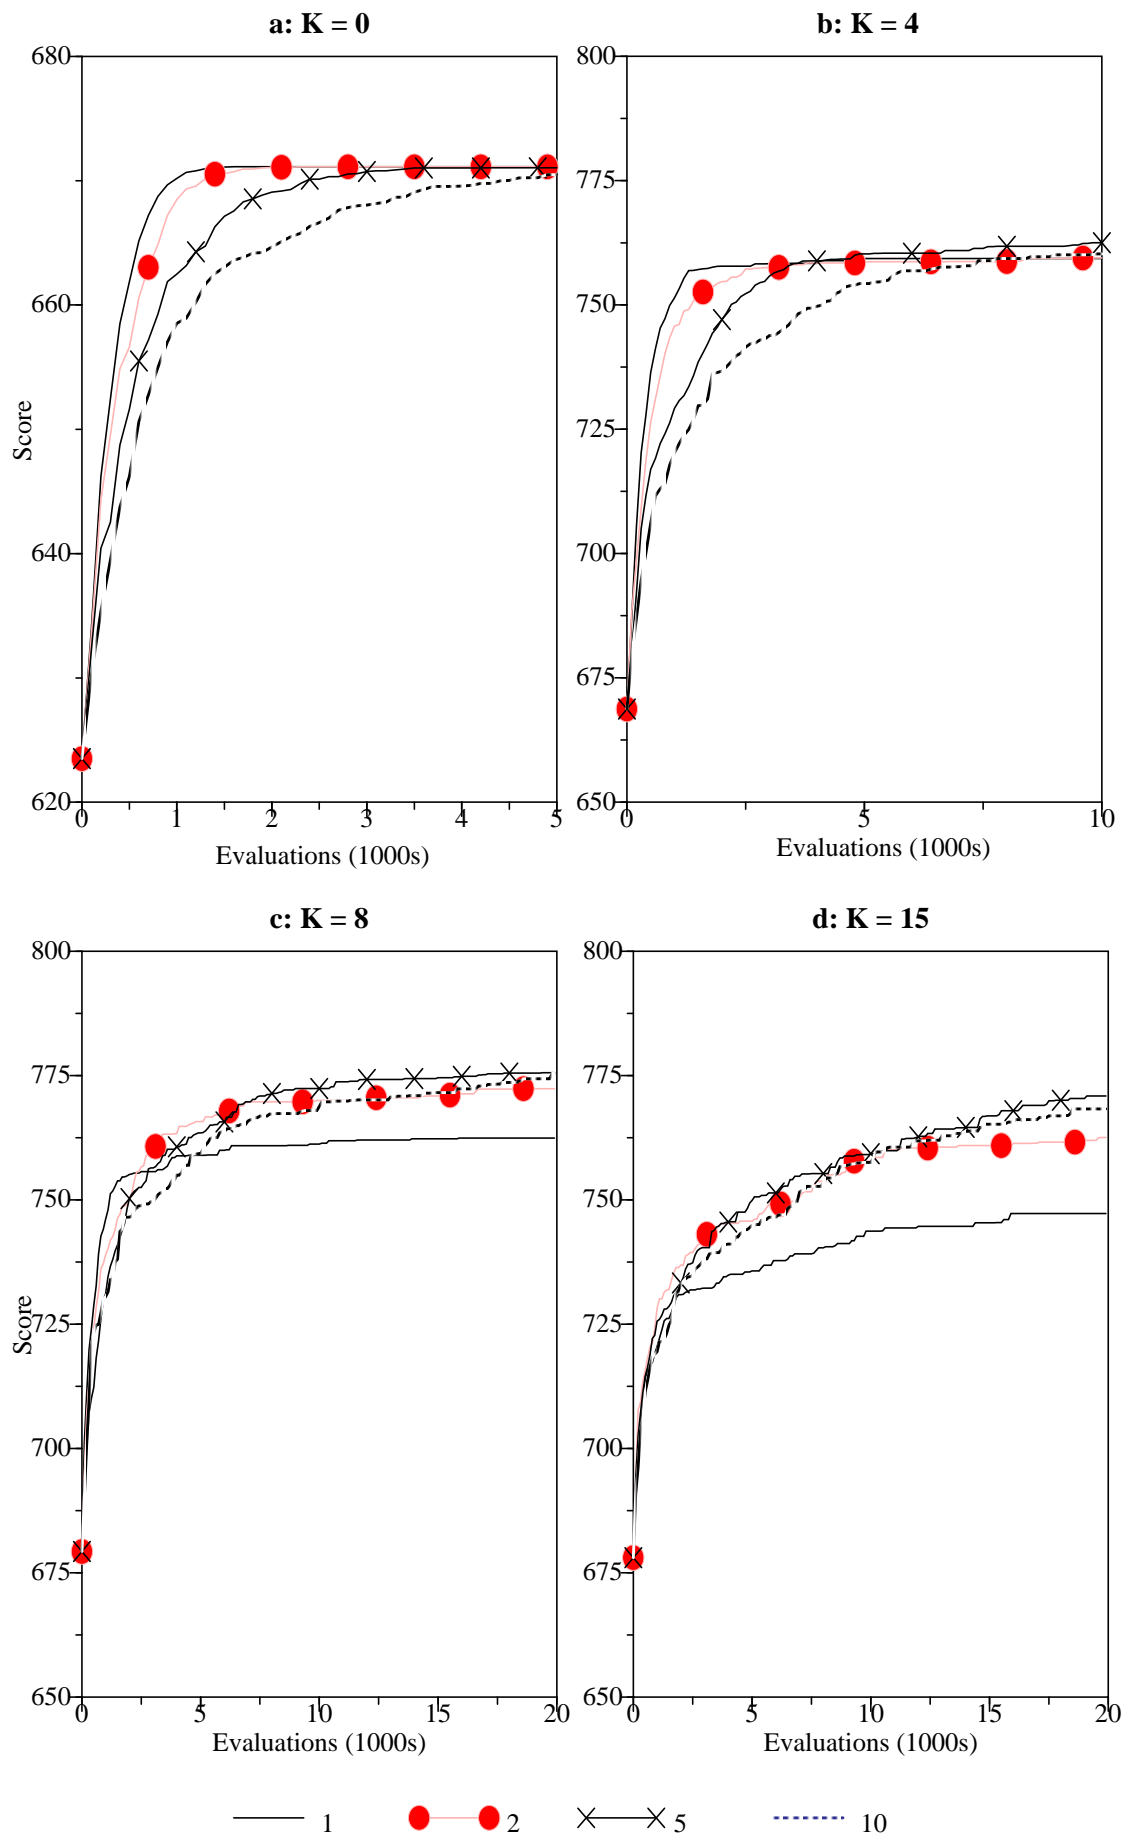 a: K = 0
b: K = 4
680
660
640
620
Score
0 1 2 3 4 5
Evaluations (1000s)
800
775
750
725
700
675
650
0 5 10
Evaluations (1000s)
c: K = 8
d: K = 15
800
775
750
725
700
675
650
Score
0 5 10 15 20
Evaluations (1000s)
800
775
750
725
700
675
650
0 5 10 15 20
Evaluations (1000s)
1 2 5 10